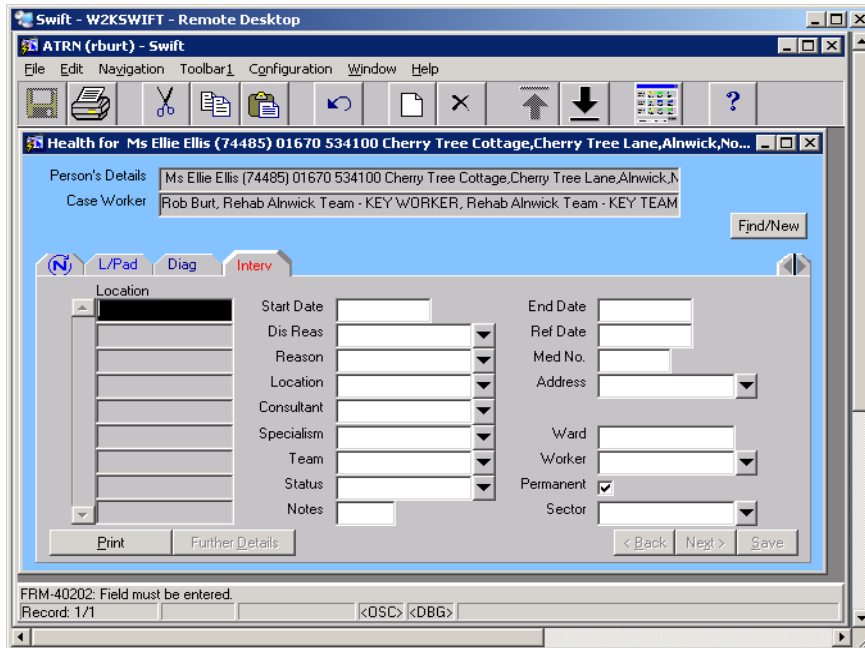 Swift - W2KSWIFT - Remote Desktop
ATRN (rburt) - Swift
File Edit Navigation Toolbar1 Configuration Window Help
?
Health for Ms Ellie Ellis (74485) 01670 534100 Cherry Tree Cottage,Cherry Tree Lane,Alnwick,No...
Person's Details Ms Ellie Ellis (74485) 01670 534100 Cherry Tree Cottage,Cherry Tree Lane,Alnwick,N
Case Worker Rob Burt, Rehab Alnwick Team - KEY WORKER, Rehab Alnwick Team - KEY TEAM
Find/New
N L/Pad Diag Interv
Location
Start Date End Date
Dis Reas Ref Date
Reason Med No.
Location Address
Consultant
Specialism Ward
Team Worker
Status Permanent
Notes Sector
Print Further Details < Back Next > Save
FRM-40202: Field must be entered.
Record: 1/1 <OSC> <DBG>